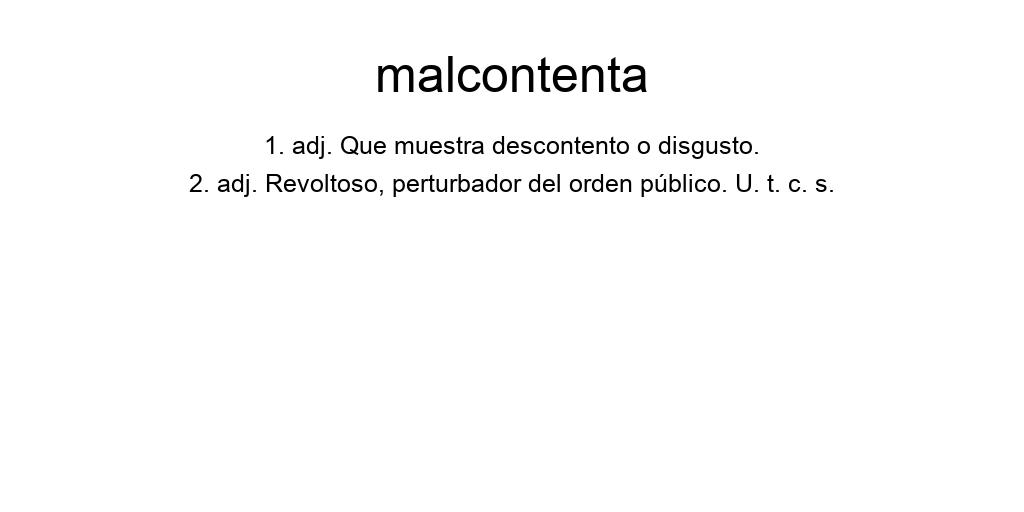 malcontenta
1. adj. Que muestra descontento o disgusto.
2. adj. Revoltoso, perturbador del orden público. U. t. c. s.